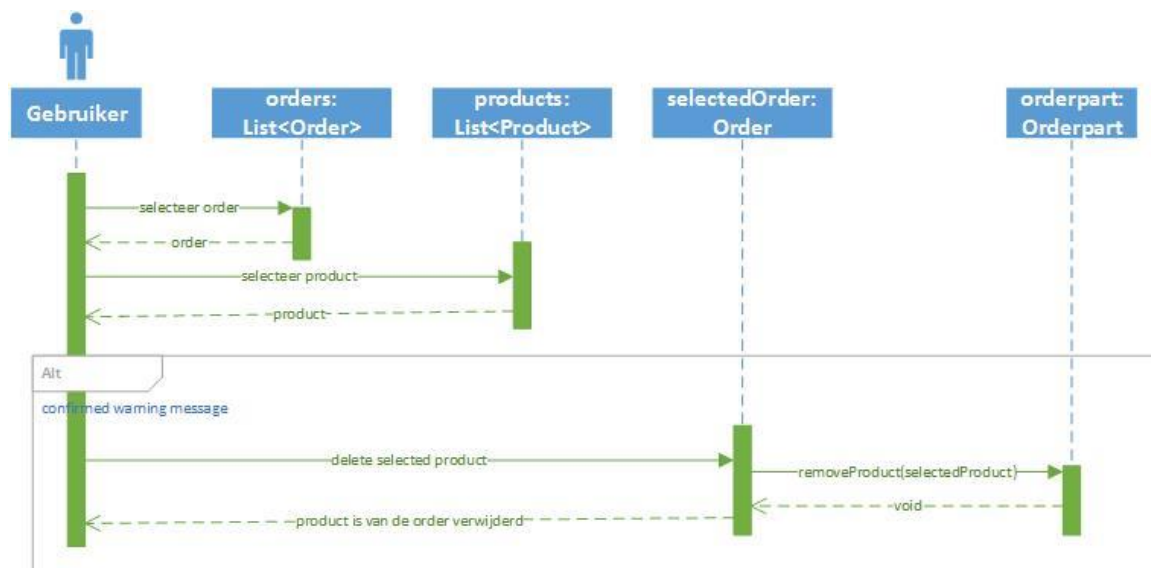 Gebruiker
orders:
List<Order>
products:
List<Product>
selectedOrder:
Order
orderpart:
Orderpart
selecteer order
order
selecteer product
product
Alt
confirmed warning message
delete selected product
removeProduct(selectedProduct)
void
product is van de order verwijderd